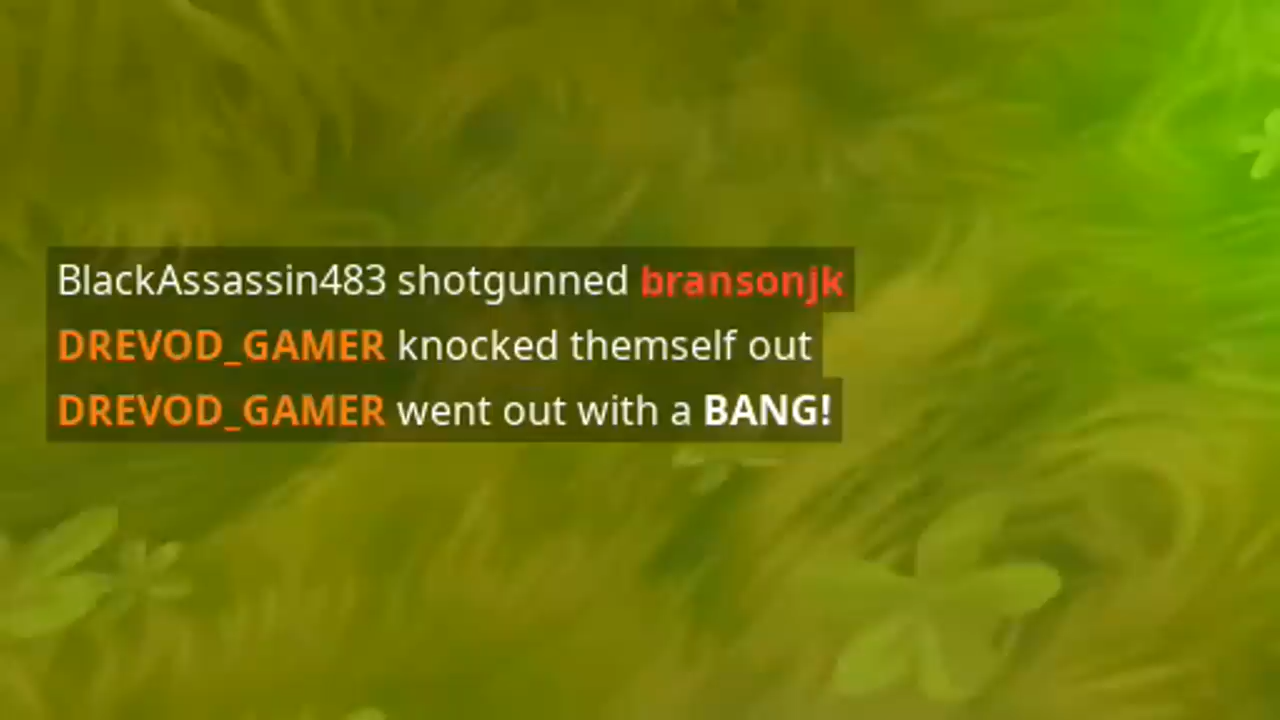 BlackAssassin483 shotgunned bransonjk
DREVOD_GAMER knocked themself out
DREVOD_GAMER went out with a BANG!